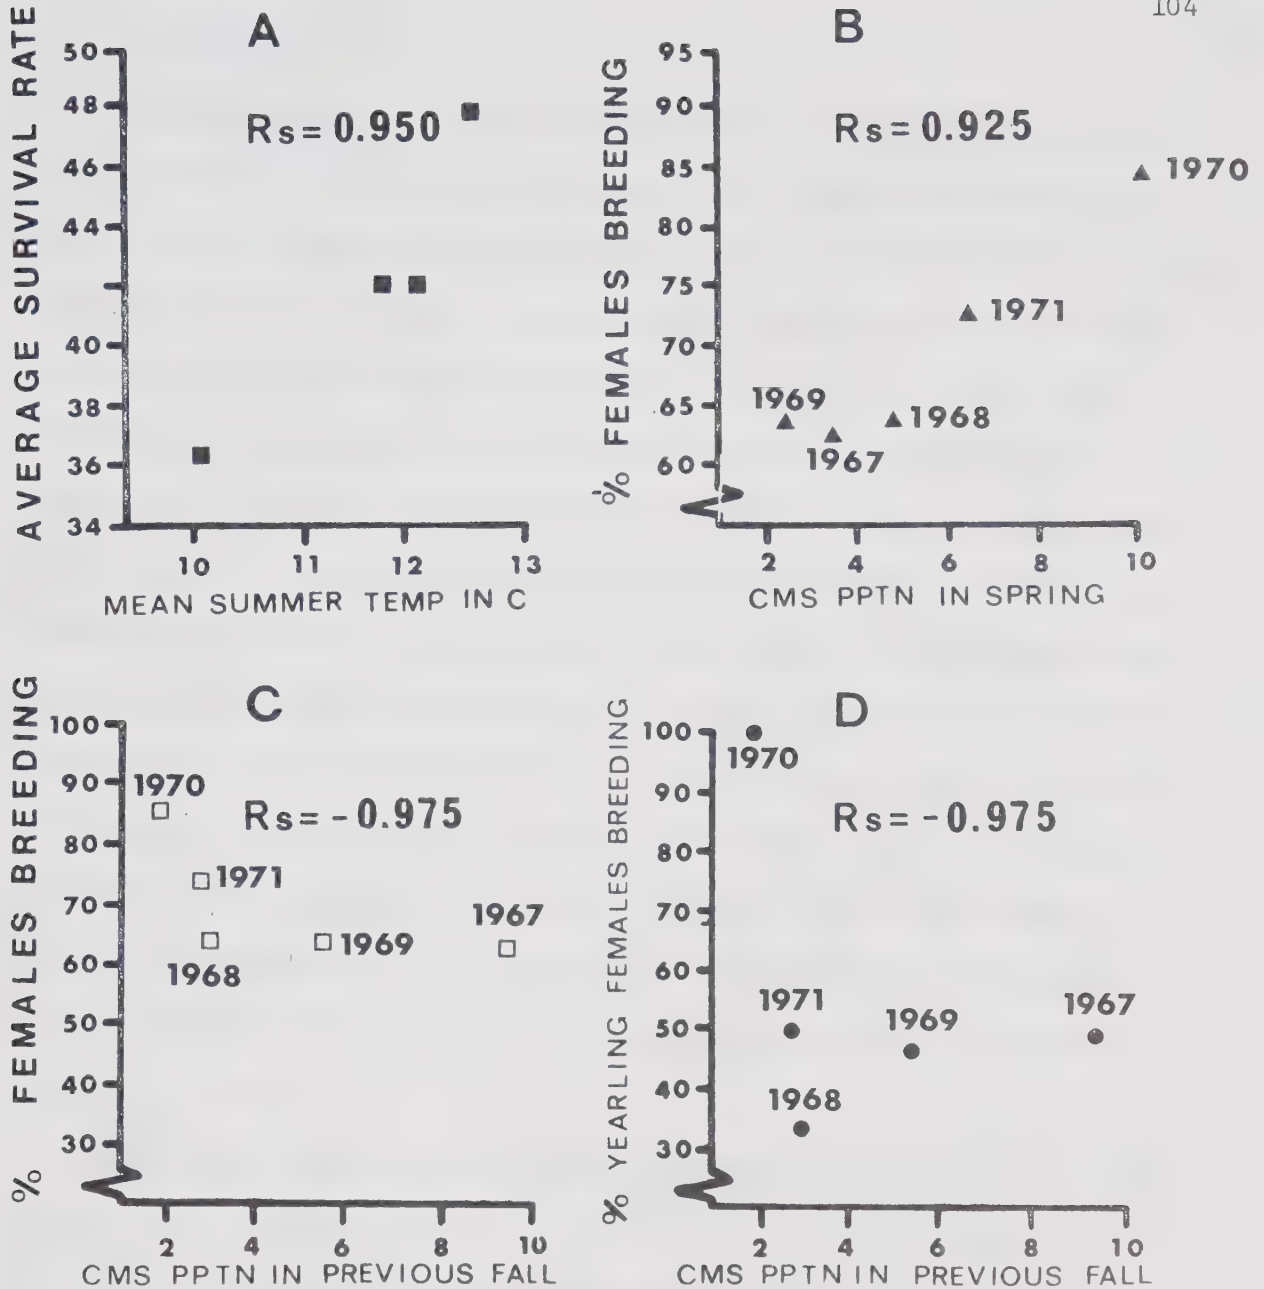 104
A
AVERAGE SURVIVAL RATE
50
48
46
44
40
38
36
34
Rs= 0.950
10 11 12 13
MEAN SUMMER TEMP IN C
B
% FEMALES BREEDING
95
90
85
80
75
70
65
60
Rs= 0.925
1970
1971
1969
1968
1967
2 4 6 8 10
CMS PPTN IN SPRING
C
% FEMALES BREEDING
100
90
80
70
60
50
40
30
1970
Rs= -0.975
1971
1967
1969
1968
2 4 6 8 10
CMS PPTN IN PREVIOUS FALL
D
% YEARLING FEMALES BREEDING
100
90
80
70
60
50
40
30
1970
Rs= -0.975
1971
1969
1967
1968
2 4 6 8 10
CMS PPTN IN PREVIOUS FALL